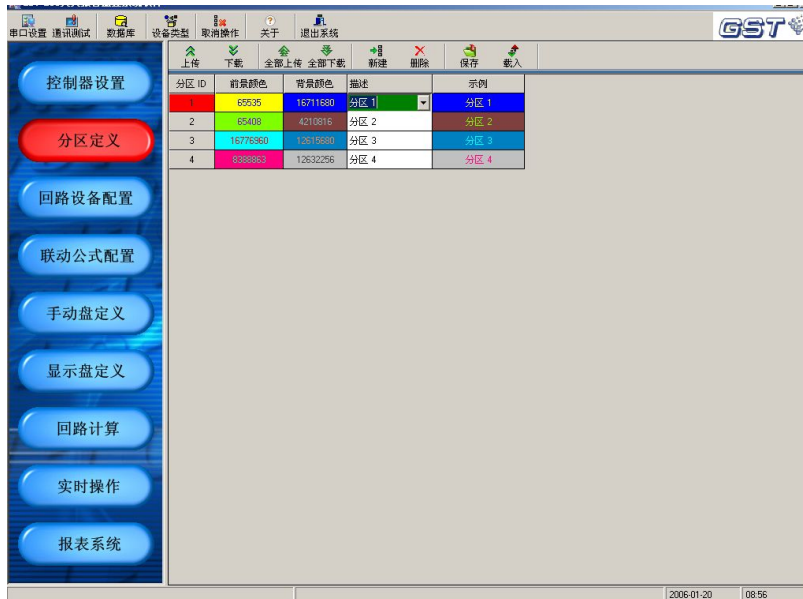 串口设置 通讯测试 数据库 设备类型 取消操作 关于 退出系统
GST
上传 下载 全部上传 全部下载 新建 删除 保存 载入
控制器设置
分区定义
回路设备配置
联动公式配置
手动盘定义
显示盘定义
回路计算
实时操作
报表系统
分区 ID 前景颜色 背景颜色 描述 示例
1 65535 16711680 分区 1 分区 1
2 65408 4210816 分区 2 分区 2
3 16776960 12615680 分区 3 分区 3
4 8388863 12632256 分区 4 分区 4
2006-01-20 08:56